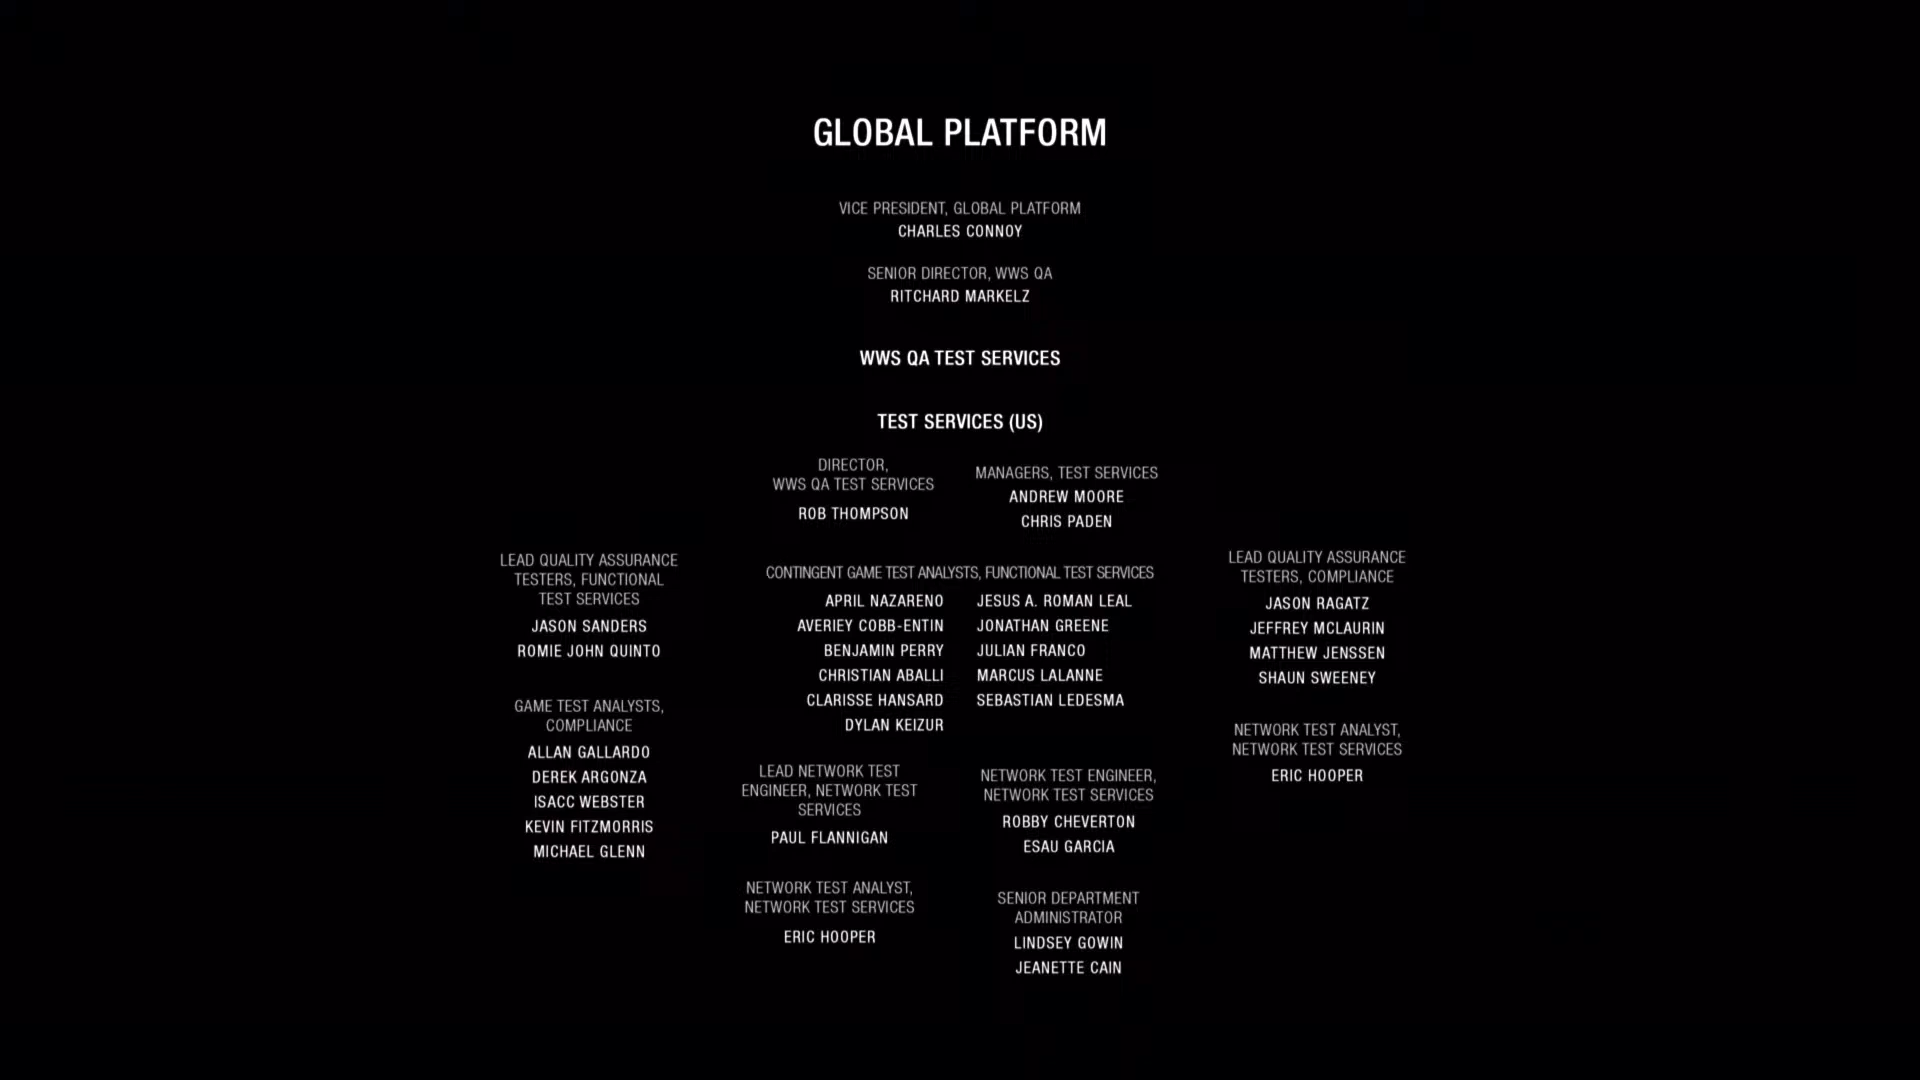 GLOBAL PLATFORM
VICE PRESIDENT, GLOBAL PLATFORM
CHARLES CONNOY
SENIOR DIRECTOR, WWS QA
RITCHARD MARKELZ
WWS QA TEST SERVICES
TEST SERVICES (US)
DIRECTOR,
WWS QA TEST SERVICES
ROB THOMPSON
MANAGERS, TEST SERVICES
ANDREW MOORE
CHRIS PADEN
LEAD QUALITY ASSURANCE
TESTERS, FUNCTIONAL
TEST SERVICES
JASON SANDERS
ROMIE JOHN QUINTO
GAME TEST ANALYSTS,
COMPLIANCE
ALLAN GALLARDO
DEREK ARGONZA
ISACC WEBSTER
KEVIN FITZMORRIS
MICHAEL GLENN
CONTINGENT GAME TEST ANALYSTS, FUNCTIONAL TEST SERVICES
APRIL NAZARENO
AVERIEY COBB-ENTIN
BENJAMIN PERRY
CHRISTIAN ABALLI
CLARISSE HANSARD
DYLAN KEIZUR
JESUS A. ROMAN LEAL
JONATHAN GREENE
JULIAN FRANCO
MARCUS LALANNE
SEBASTIAN LEDESMA
LEAD NETWORK TEST
ENGINEER, NETWORK TEST
SERVICES
PAUL FLANNIGAN
NETWORK TEST ENGINEER,
NETWORK TEST SERVICES
ROBBY CHEVERTON
ESAU GARCIA
NETWORK TEST ANALYST,
NETWORK TEST SERVICES
ERIC HOOPER
SENIOR DEPARTMENT
ADMINISTRATOR
LINDSEY GOWIN
JEANETTE CAIN
LEAD QUALITY ASSURANCE
TESTERS, COMPLIANCE
JASON RAGATZ
JEFFREY MCLAURIN
MATTHEW JENSSEN
SHAUN SWEENEY
NETWORK TEST ANALYST,
NETWORK TEST SERVICES
ERIC HOOPER